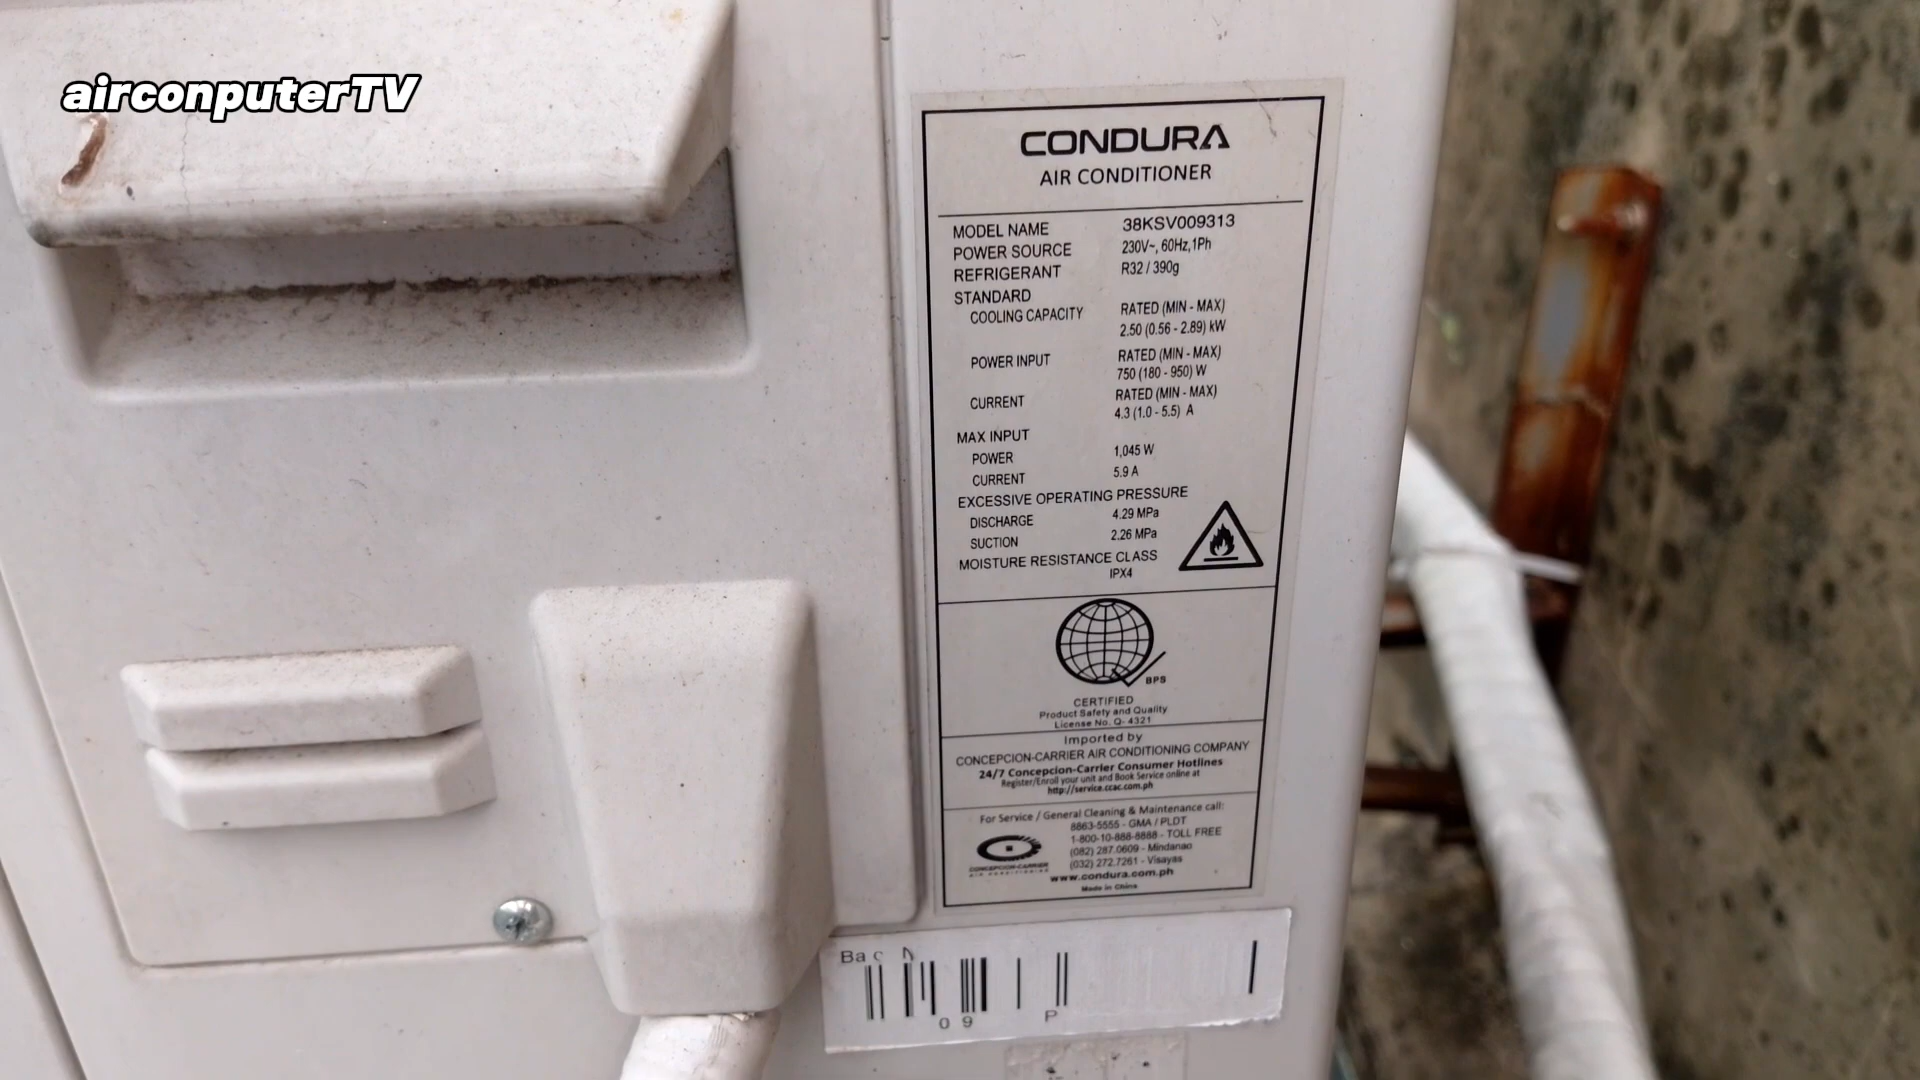 airconputerTV
CONDURA
AIR CONDITIONER
MODEL NAME 38KSV009313
POWER SOURCE 230V~, 60Hz,1Ph
REFRIGERANT R32 / 390g
STANDARD
COOLING CAPACITY RATED (MIN - MAX)
2.50 (0.56 - 2.89) kW
POWER INPUT RATED (MIN - MAX)
750 (180 - 950) W
CURRENT RATED (MIN - MAX)
4.3 (1.0 - 5.5) A
MAX INPUT
POWER 1,045 W
CURRENT 5.9 A
EXCESSIVE OPERATING PRESSURE
DISCHARGE 4.29 MPa
SUCTION 2.26 MPa
MOISTURE RESISTANCE CLASS
IPX4
BPS
CERTIFIED
Product Safety and Quality
License No. Q- 4321
Imported by
CONCEPCION-CARRIER AIR CONDITIONING COMPANY
24/7 Concepcion-Carrier Consumer Hotlines
Register/Enroll your unit and Book Service online at
http://service.ccac.com.ph
For Service / General Cleaning & Maintenance call:
8863-5555 - GMA / PLDT
1-800-10-888-8888 - TOLL FREE
(082) 287.0609 - Mindanao
(032) 272.7261 - Visayas
CONCEPCION-CARRIER
AIR CONDITIONING
www.condura.com.ph
Made in China
09 P